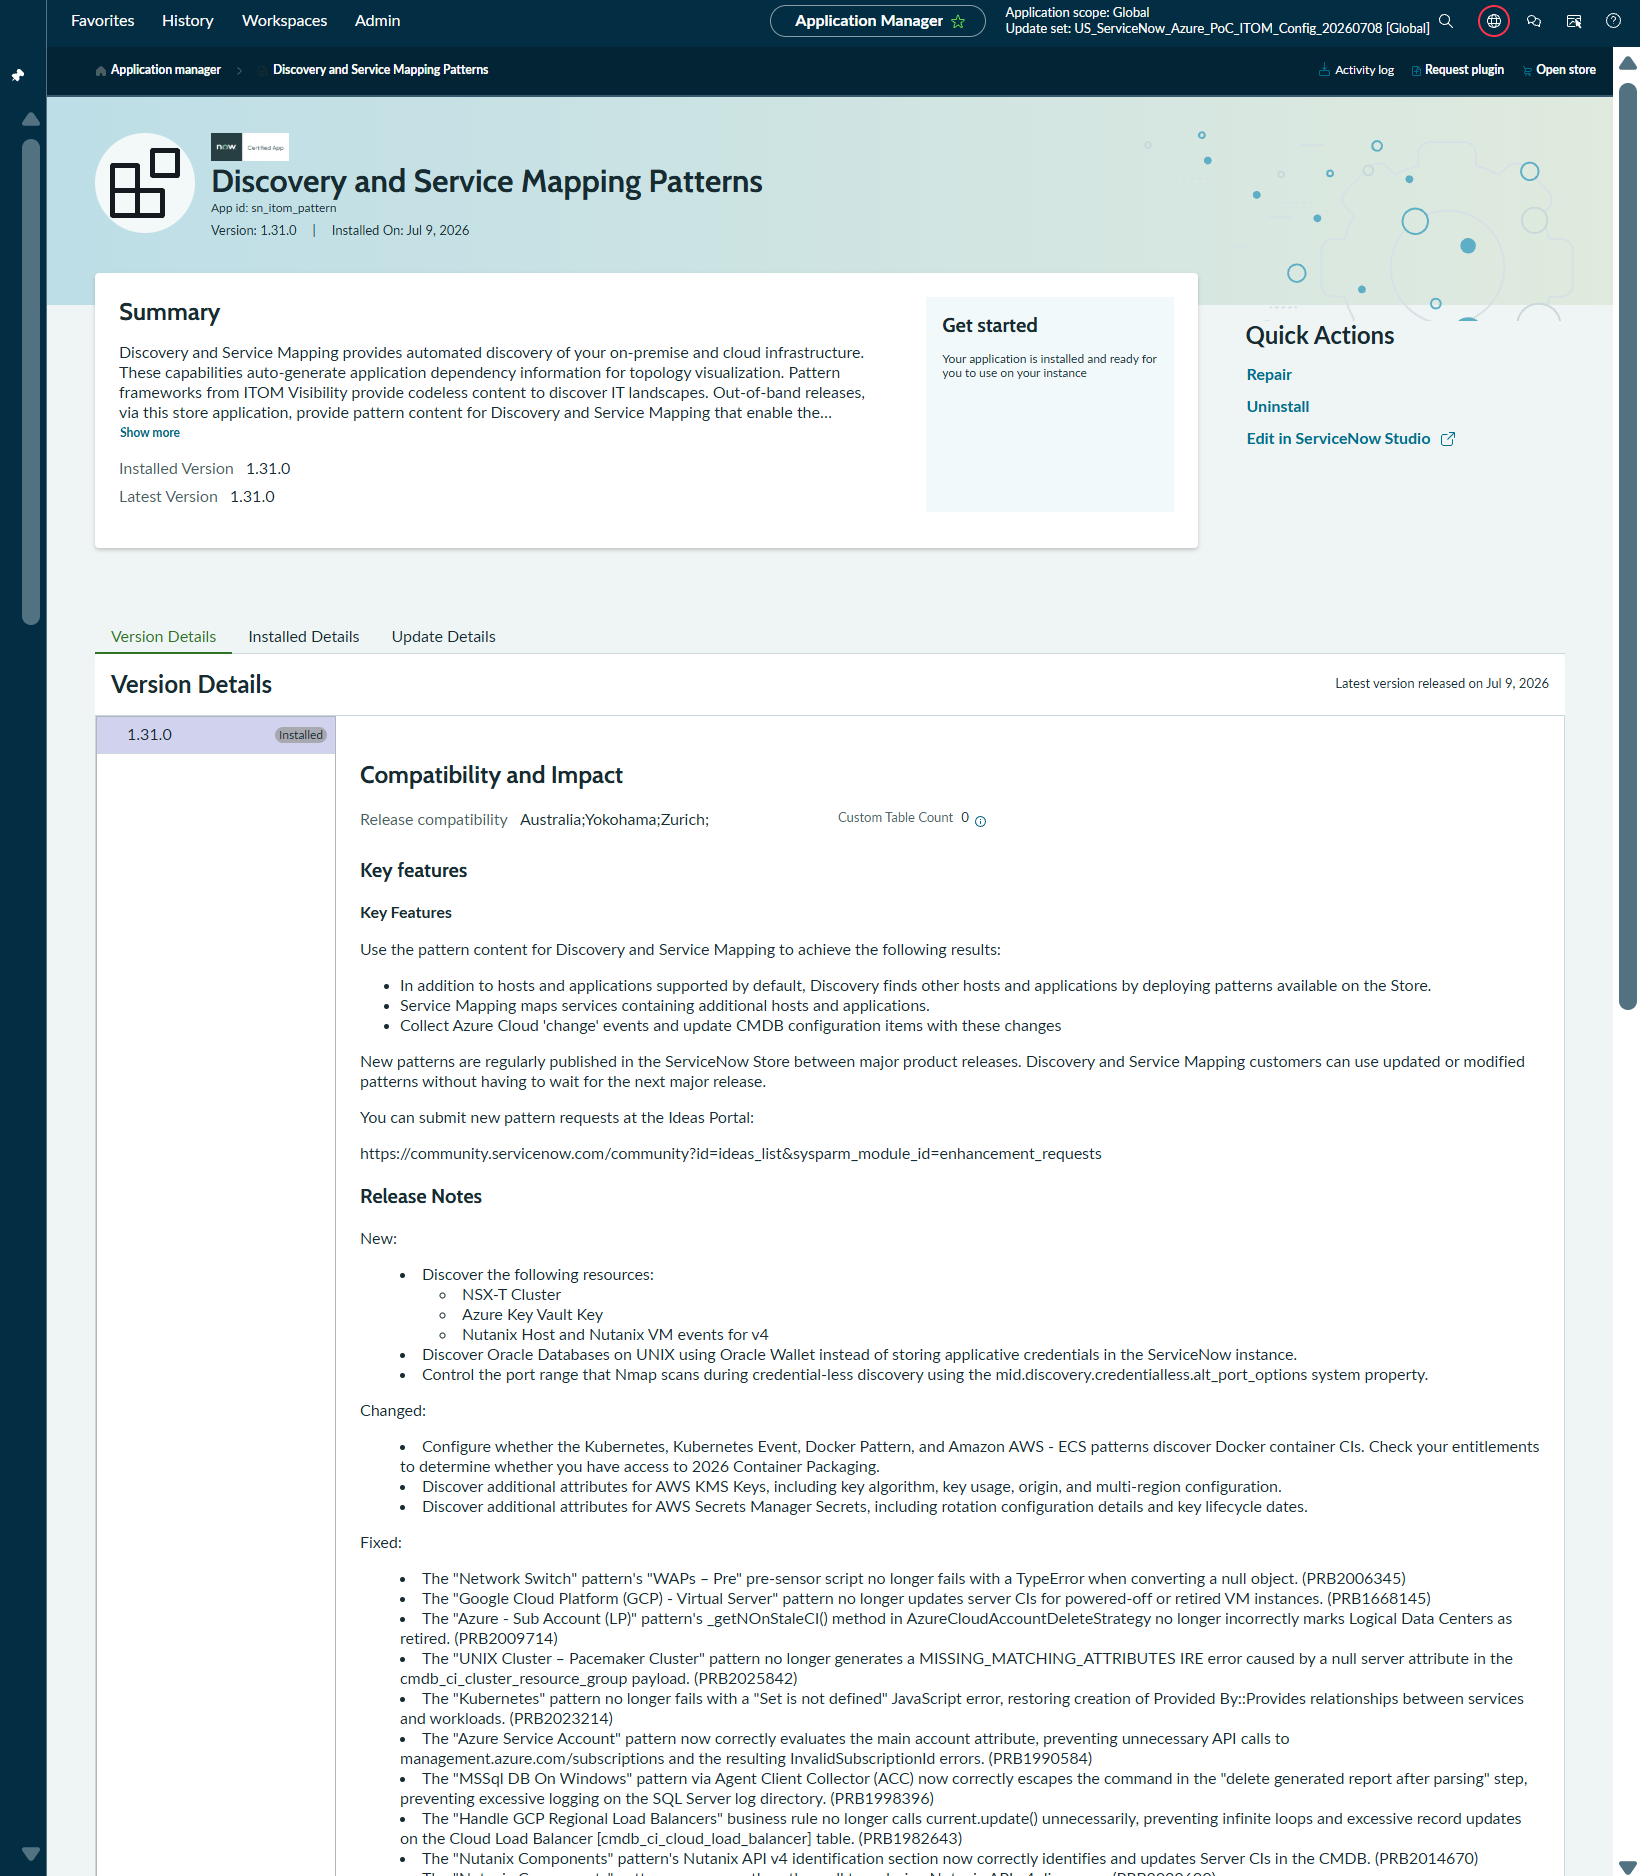 Favorites History Workspaces Admin
Application Manager
Application scope: Global
Update set: US_ServiceNow_Azure_PoC_ITOM_Config_20260708 [Global]
Application manager > Discovery and Service Mapping Patterns
Activity log Request plugin Open store
now Certified App
Discovery and Service Mapping Patterns
App id: sn_itom_pattern
Version: 1.31.0 | Installed On: Jul 9, 2026
Summary
Discovery and Service Mapping provides automated discovery of your on-premise and cloud infrastructure.
These capabilities auto-generate application dependency information for topology visualization. Pattern
frameworks from ITOM Visibility provide codeless content to discover IT landscapes. Out-of-band releases,
via this store application, provide pattern content for Discovery and Service Mapping that enable the...
Show more
Installed Version 1.31.0
Latest Version 1.31.0
Get started
Your application is installed and ready for
you to use on your instance
Quick Actions
Repair
Uninstall
Edit in ServiceNow Studio
Version Details Installed Details Update Details
Version Details
Latest version released on Jul 9, 2026
1.31.0 Installed
Compatibility and Impact
Release compatibility Australia;Yokohama;Zurich;
Custom Table Count 0
Key features
Key Features
Use the pattern content for Discovery and Service Mapping to achieve the following results:
• In addition to hosts and applications supported by default, Discovery finds other hosts and applications by deploying patterns available on the Store.
• Service Mapping maps services containing additional hosts and applications.
• Collect Azure Cloud 'change' events and update CMDB configuration items with these changes
New patterns are regularly published in the ServiceNow Store between major product releases. Discovery and Service Mapping customers can use updated or modified
patterns without having to wait for the next major release.
You can submit new pattern requests at the Ideas Portal:
https://community.servicenow.com/community?id=ideas_list&sysparm_module_id=enhancement_requests
Release Notes
New:
• Discover the following resources:
◦ NSX-T Cluster
◦ Azure Key Vault Key
◦ Nutanix Host and Nutanix VM events for v4
• Discover Oracle Databases on UNIX using Oracle Wallet instead of storing applicative credentials in the ServiceNow instance.
• Control the port range that Nmap scans during credential-less discovery using the mid.discovery.credentialless.alt_port_options system property.
Changed:
• Configure whether the Kubernetes, Kubernetes Event, Docker Pattern, and Amazon AWS - ECS patterns discover Docker container CIs. Check your entitlements
to determine whether you have access to 2026 Container Packaging.
• Discover additional attributes for AWS KMS Keys, including key algorithm, key usage, origin, and multi-region configuration.
• Discover additional attributes for AWS Secrets Manager Secrets, including rotation configuration details and key lifecycle dates.
Fixed:
• The "Network Switch" pattern's "WAPs – Pre" pre-sensor script no longer fails with a TypeError when converting a null object. (PRB2006345)
• The "Google Cloud Platform (GCP) - Virtual Server" pattern no longer updates server CIs for powered-off or retired VM instances. (PRB1668145)
• The "Azure - Sub Account (LP)" pattern's _getNOnStaleCI() method in AzureCloudAccountDeleteStrategy no longer incorrectly marks Logical Data Centers as
retired. (PRB2009714)
• The "UNIX Cluster – Pacemaker Cluster" pattern no longer generates a MISSING_MATCHING_ATTRIBUTES IRE error caused by a null server attribute in the
cmdb_ci_cluster_resource_group payload. (PRB2025842)
• The "Kubernetes" pattern no longer fails with a "Set is not defined" JavaScript error, restoring creation of Provided By::Provides relationships between services
and workloads. (PRB2023214)
• The "Azure Service Account" pattern now correctly evaluates the main account attribute, preventing unnecessary API calls to
management.azure.com/subscriptions and the resulting InvalidSubscriptionId errors. (PRB1990584)
• The "MSSql DB On Windows" pattern via Agent Client Collector (ACC) now correctly escapes the command in the "delete generated report after parsing" step,
preventing excessive logging on the SQL Server log directory. (PRB1998396)
• The "Handle GCP Regional Load Balancers" business rule no longer calls current.update() unnecessarily, preventing infinite loops and excessive record updates
on the Cloud Load Balancer [cmdb_ci_cloud_load_balancer] table. (PRB1982643)
• The "Nutanix Components" pattern's Nutanix API v4 identification section now correctly identifies and updates Server CIs in the CMDB. (PRB2014670)